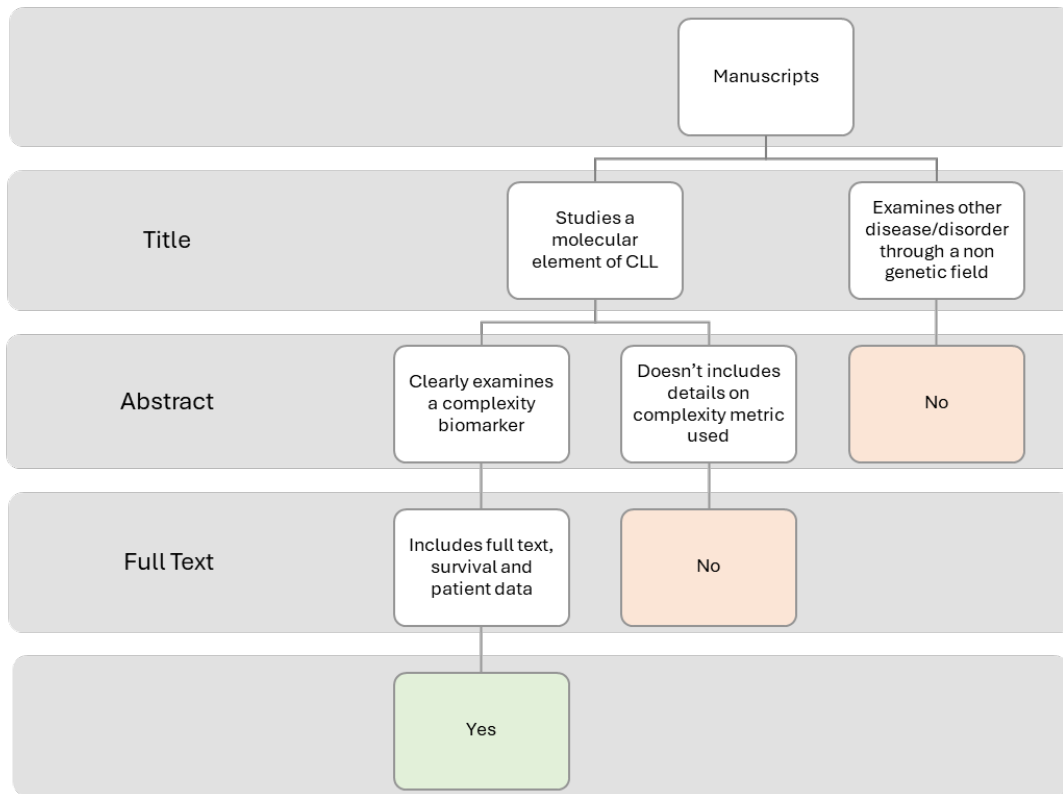 Manuscripts
Title
Studies a
molecular
element of CLL
Examines other
disease/disorder
through a non
genetic field
Abstract
Clearly examines
a complexity
biomarker
Doesn’t includes
details on
complexity metric
used
No
Full Text
Includes full text,
survival and
patient data
No
Yes